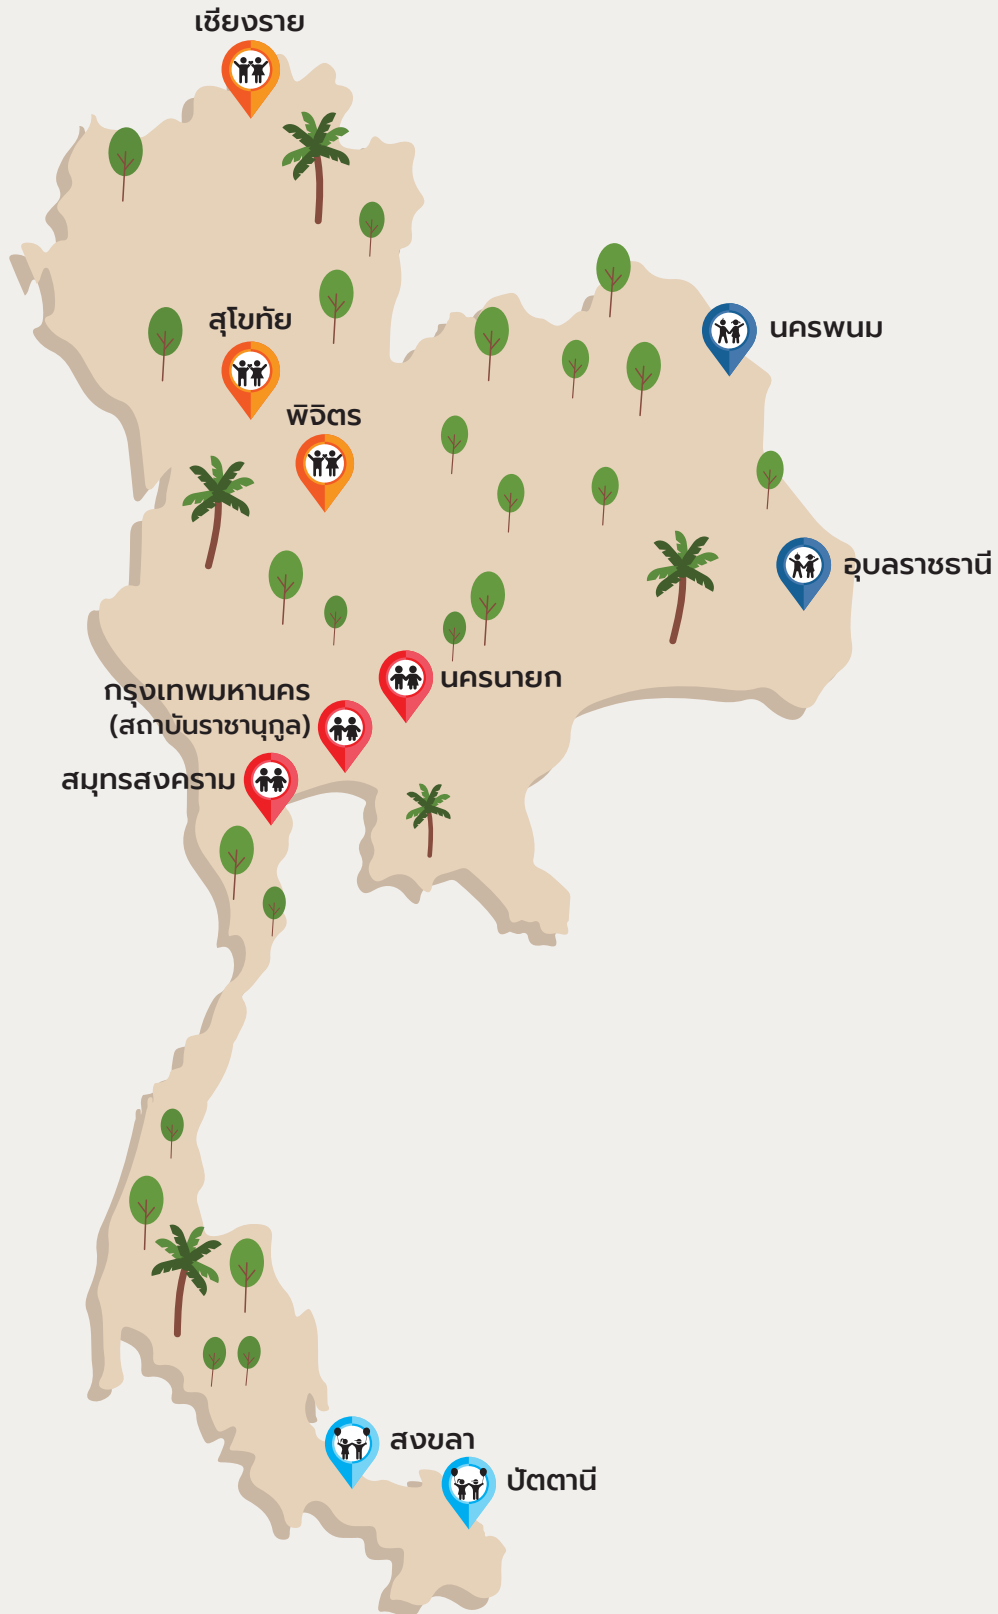 เชียงราย
สุโขทัย
นครพนม
พิจิตร
อุบลราชธานี
นครนายก
กรุงเทพมหานคร
(สถาบันราชานุกูล)
สมุทรสงคราม
สงขลา
ปัตตานี